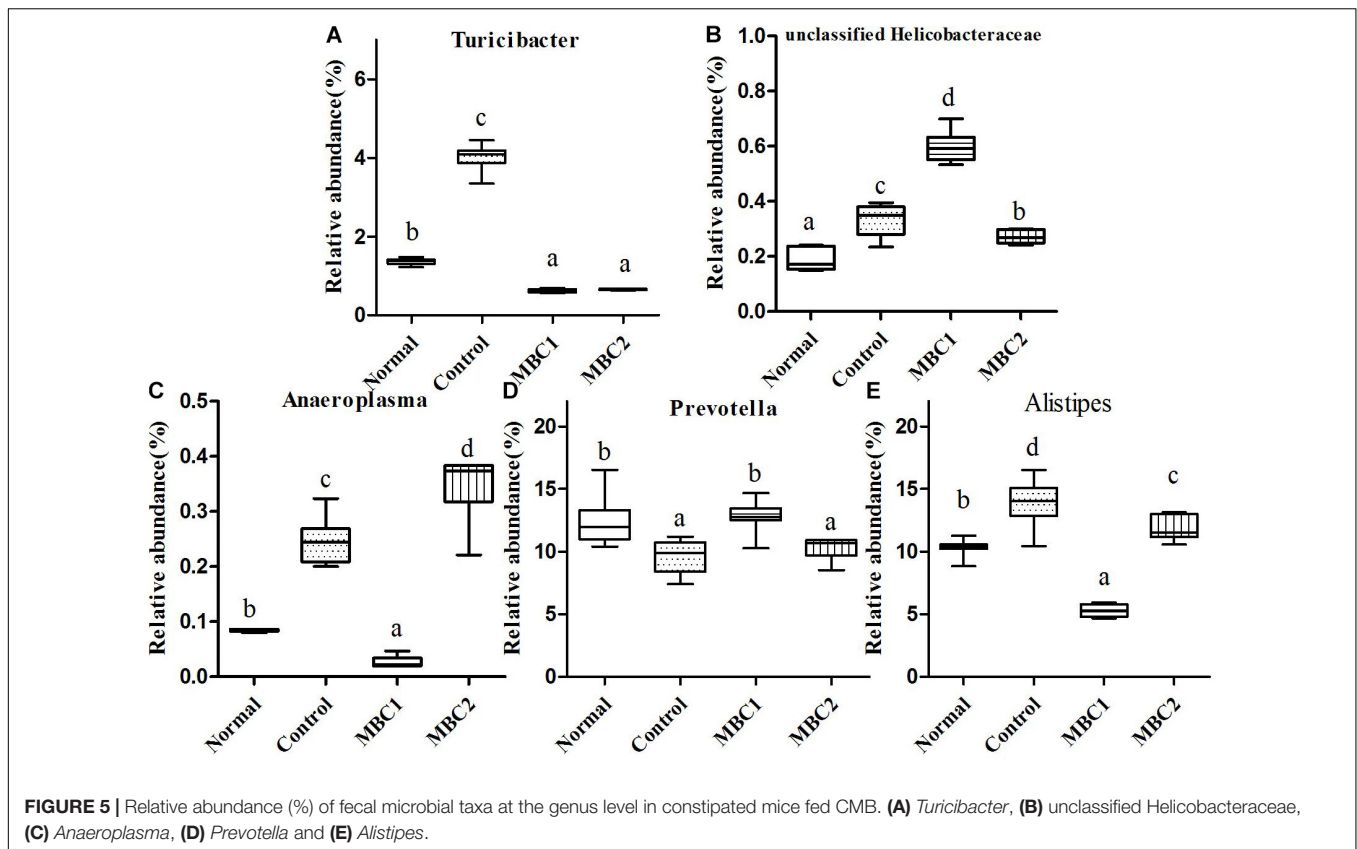 A
Turicibacter
Relative abundance(%)
6
4
2
0
b
c
a
a
Normal
Control
MBC1
MBC2
B
unclassified Helicobacteraceae
Relative abundance(%)
1.0
0.8
0.6
0.4
0.2
0.0
a
c
d
b
Normal
Control
MBC1
MBC2
C
Anaeroplasma
Relative abundance(%)
0.5
0.4
0.3
0.2
0.1
0.0
b
c
a
d
Normal
Control
MBC1
MBC2
D
Prevotella
Relative abundance(%)
20
15
10
5
0
b
a
b
a
Normal
Control
MBC1
MBC2
E
Alistipes
Relative abundance(%)
20
15
10
5
0
b
d
a
c
Normal
Control
MBC1
MBC2
FIGURE 5 | Relative abundance (%) of fecal microbial taxa at the genus level in constipated mice fed CMB. (A) Turicibacter, (B) unclassified Helicobacteraceae,
(C) Anaeroplasma, (D) Prevotella and (E) Alistipes.